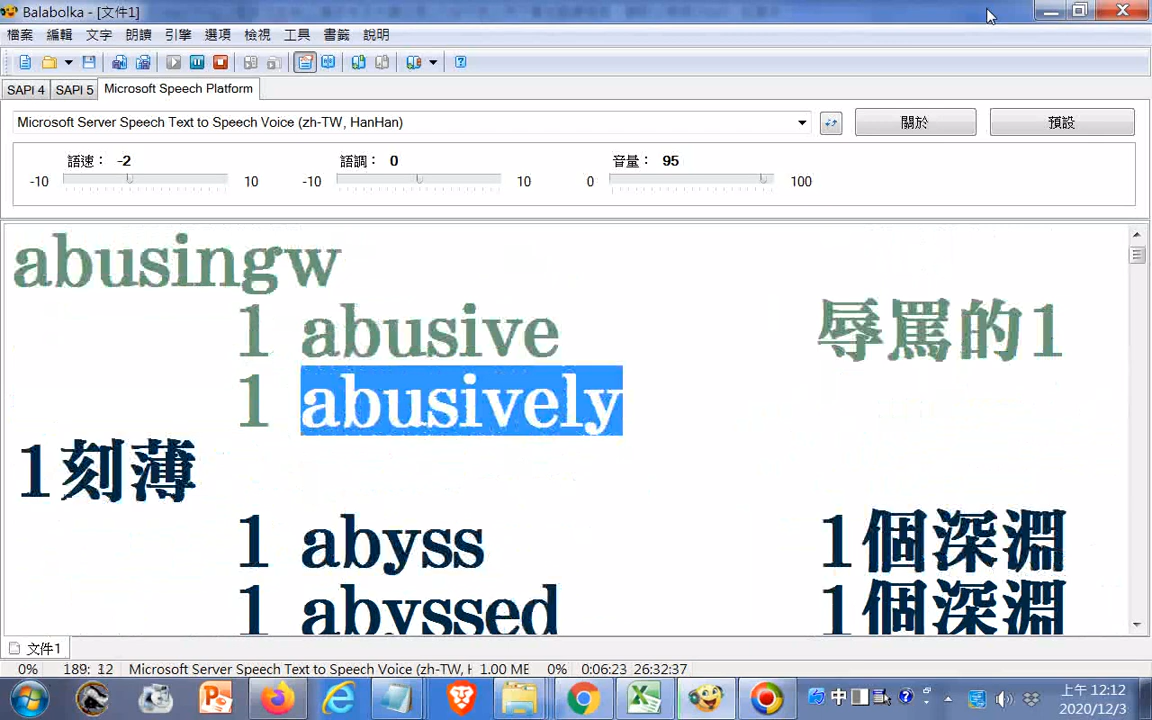 Balabolka - [文件1]
檔案 編輯 文字 朗讀 引擎 選項 檢視 工具 書籤 說明
SAPI 4 SAPI 5 Microsoft Speech Platform
Microsoft Server Speech Text to Speech Voice (zh-TW, HanHan) 關於 預設
語速： -2 語調： 0 音量： 95
-10 10 -10 10 0 100
abusingw
1 abusive 辱罵的1
1 abusively
1刻薄
1 abyss 1個深淵
1 abyssed 1個深淵
文件1
0% 189: 12 Microsoft Server Speech Text to Speech Voice (zh-TW, H 1.00 ME 0% 0:06:23 26:32:37
中 上午 12:12
2020/12/3